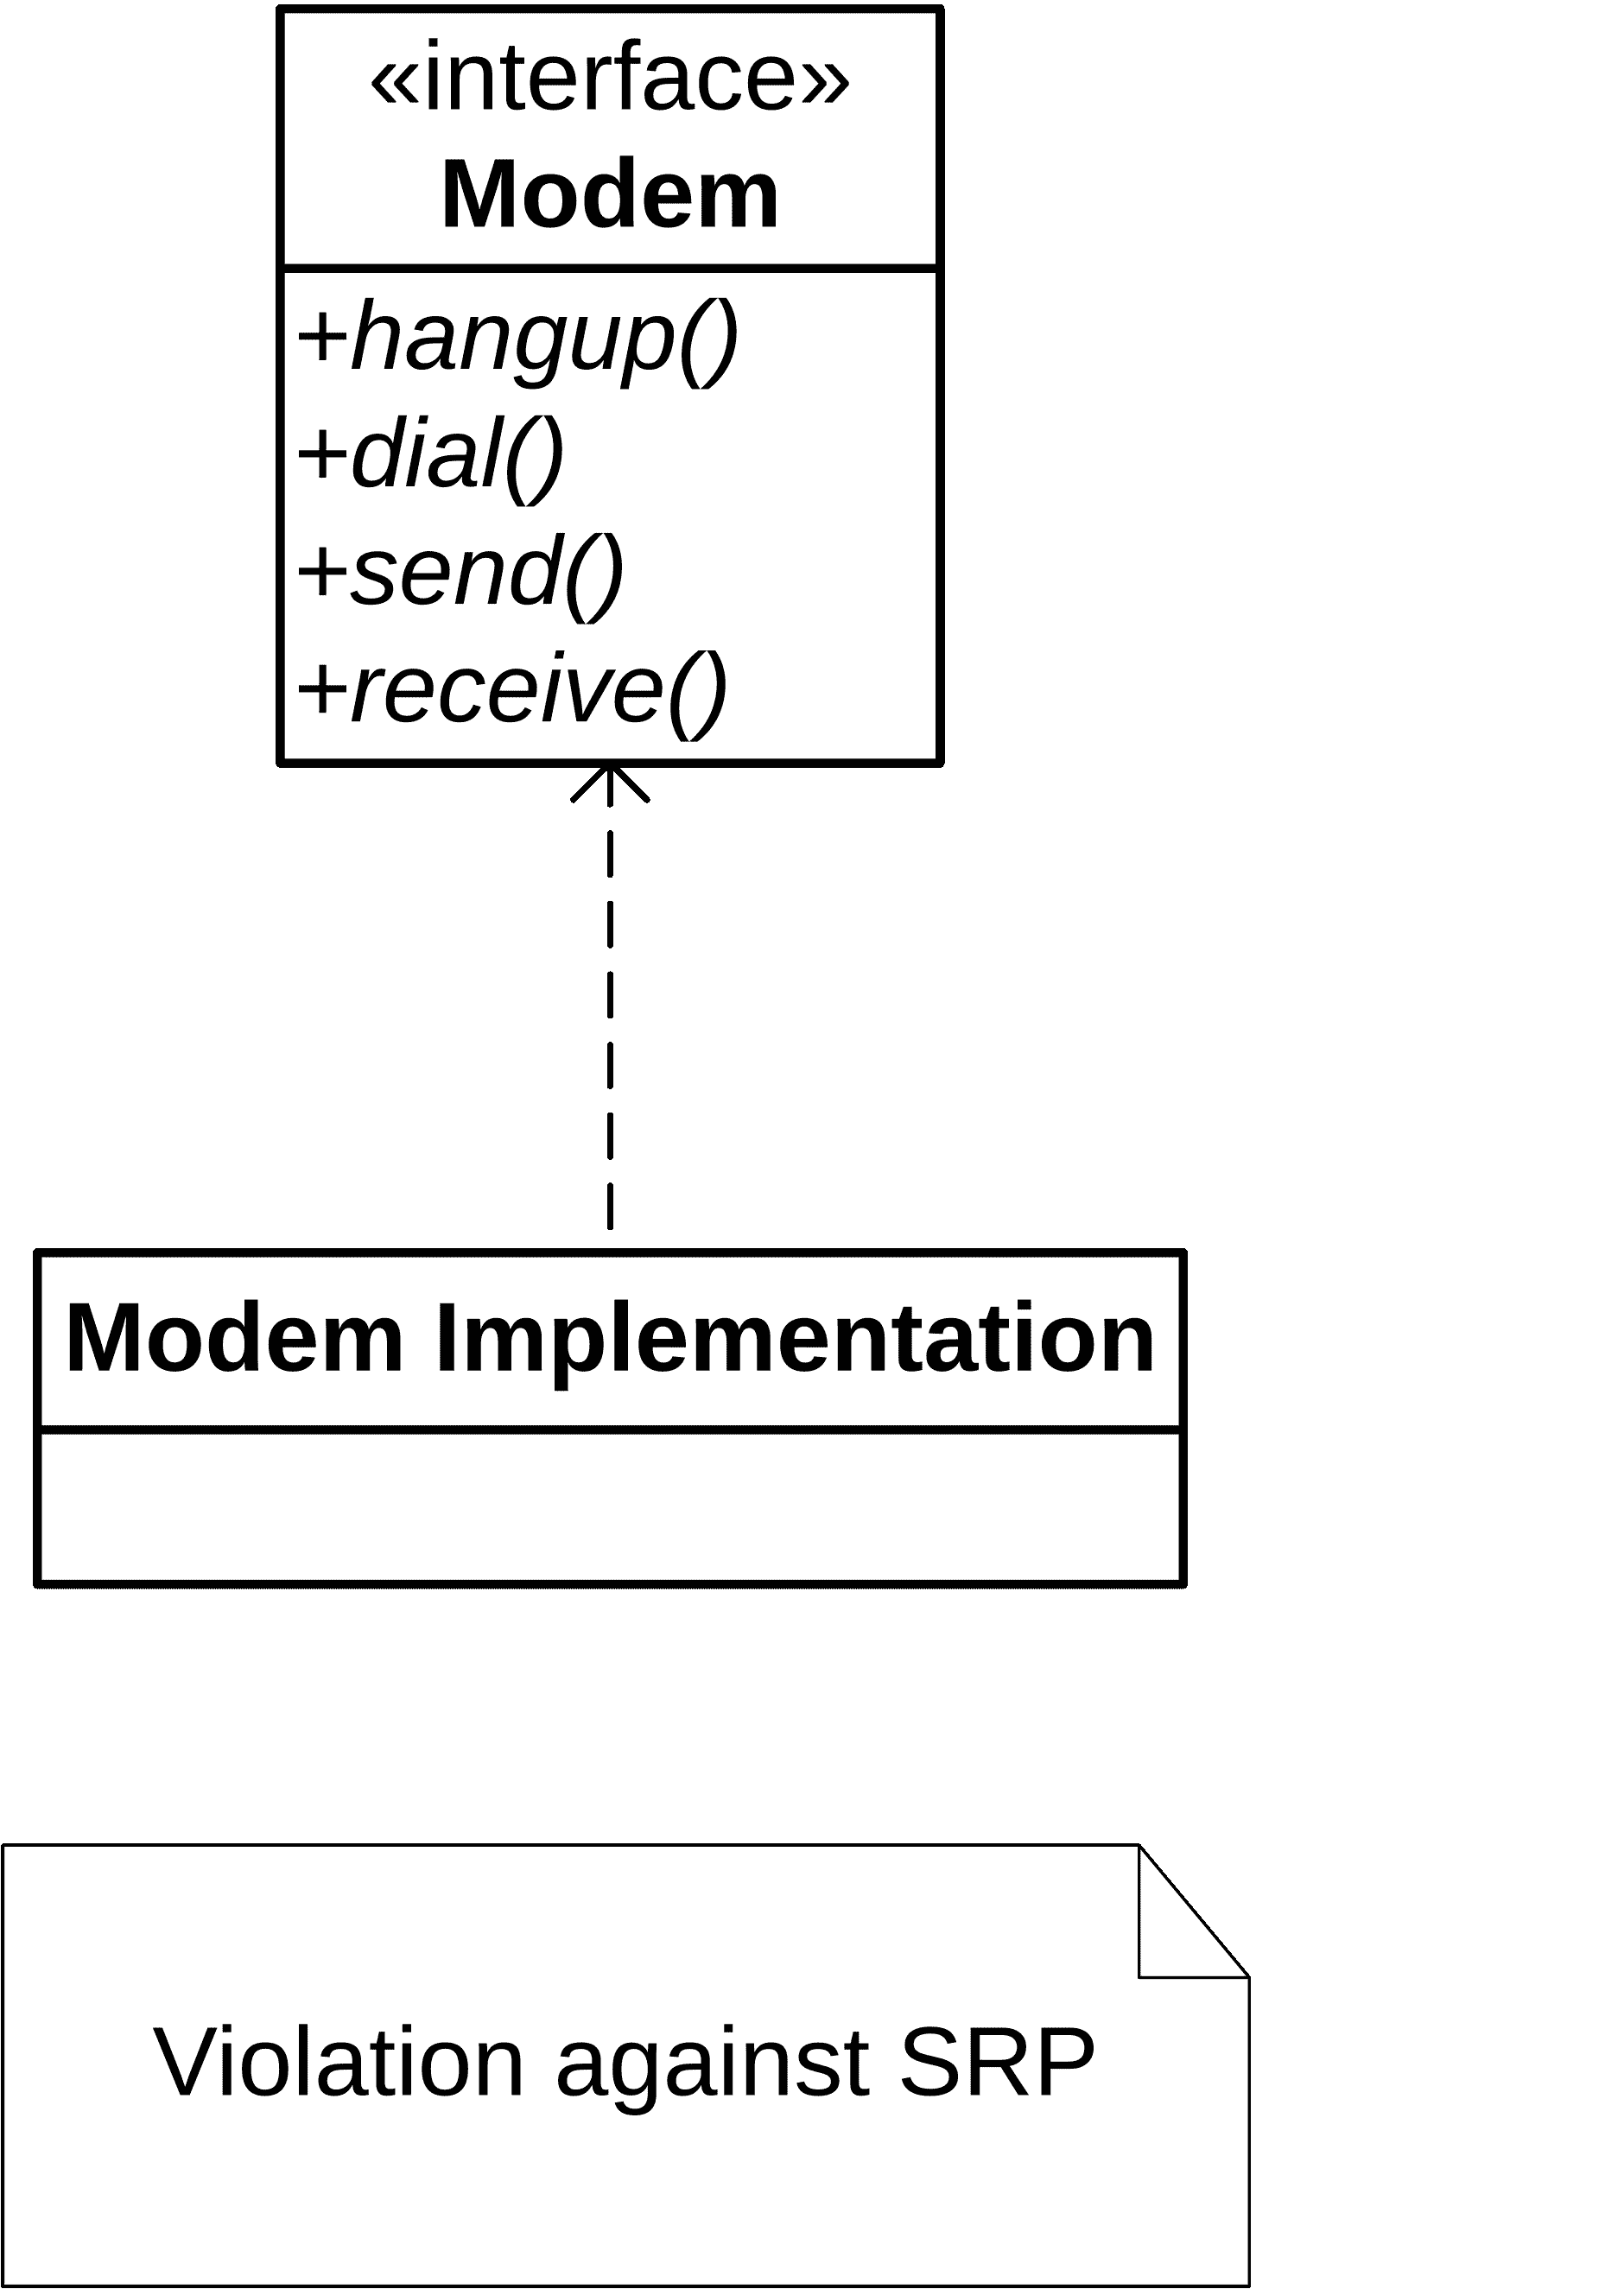 «interface»
Modem
+hangup()
+dial()
+send()
+receive()
Modem Implementation
Violation against SRP